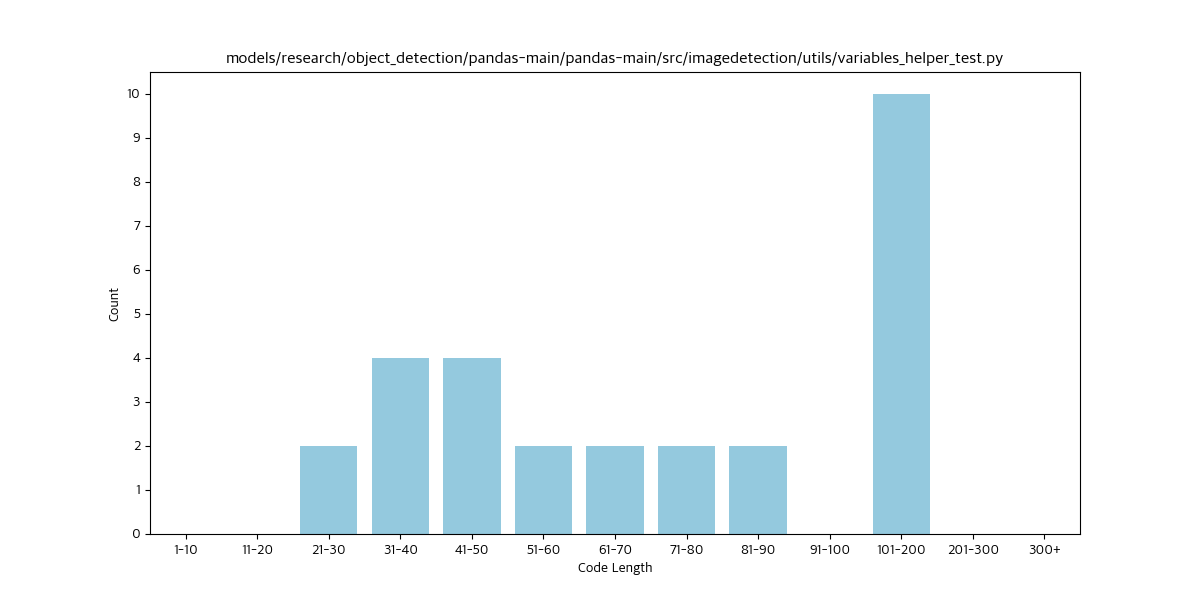 models/research/object_detection/pandas-main/pandas-main/src/imagedetection/utils/variables_helper_test.py
10
9
8
7
6
5
4
3
2
1
0
Count
1-10 11-20 21-30 31-40 41-50 51-60 61-70 71-80 81-90 91-100 101-200 201-300 300+
Code Length